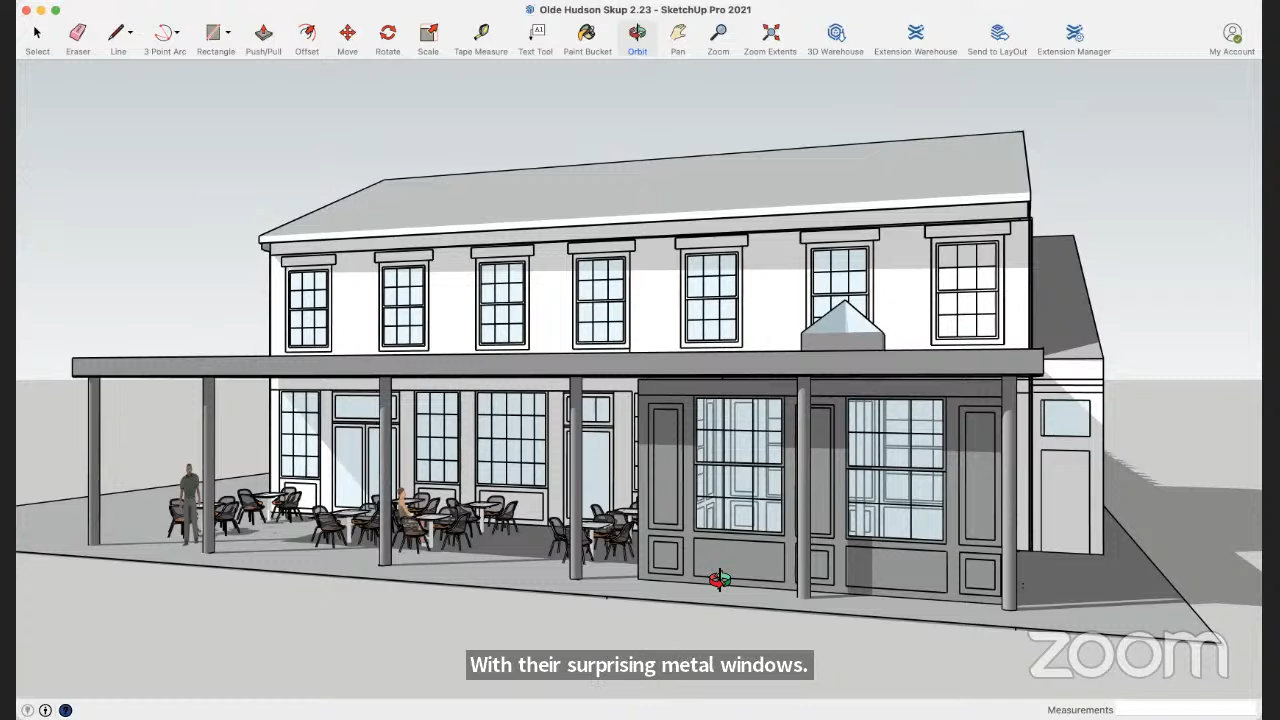 Olde Hudson Skup 2.23 - SketchUp Pro 2021
Select Eraser Line 3 Point Arc Rectangle Push/Pull Offset Move Rotate Scale Tape Measure Text Tool Paint Bucket Orbit Pan Zoom Zoom Extents 3D Warehouse Extension Warehouse Send to LayOut Extension Manager My Account
With their surprising metal windows.
zoom
Measurements